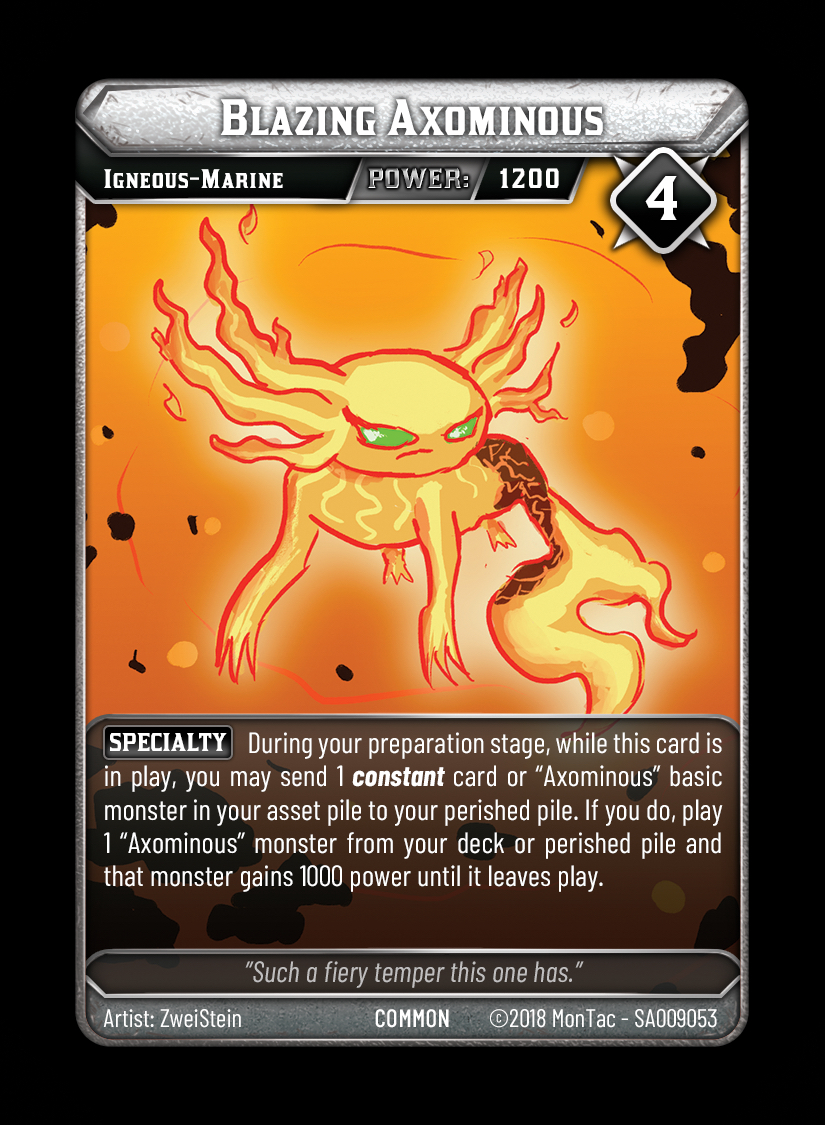 Blazing Axominous
Igneous-Marine POWER: 1200
4
SPECIALTY During your preparation stage, while this card is
in play, you may send 1 constant card or “Axominous” basic
monster in your asset pile to your perished pile. If you do, play
1 “Axominous” monster from your deck or perished pile and
that monster gains 1000 power until it leaves play.
“Such a fiery temper this one has.”
Artist: ZweiStein COMMON ©2018 MonTac - SA009053